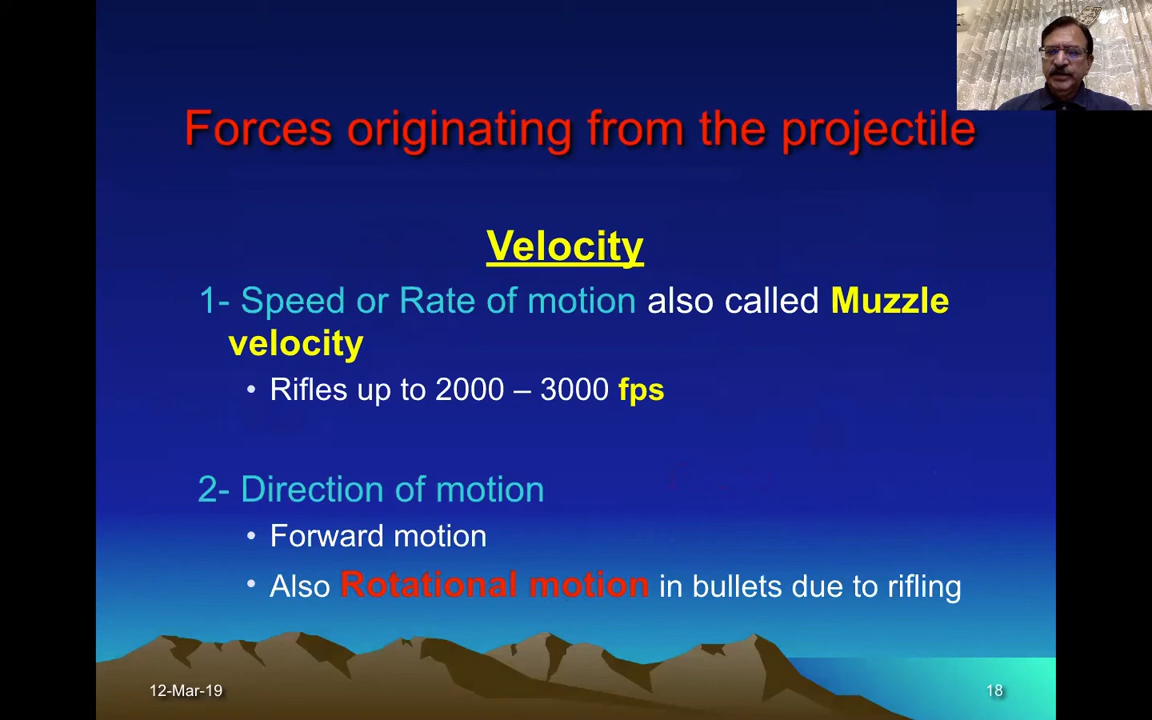 Forces originating from the projectile
Velocity
1- Speed or Rate of motion also called Muzzle
velocity
• Rifles up to 2000 – 3000 fps
2- Direction of motion
• Forward motion
• Also Rotational motion in bullets due to rifling
12-Mar-19
18